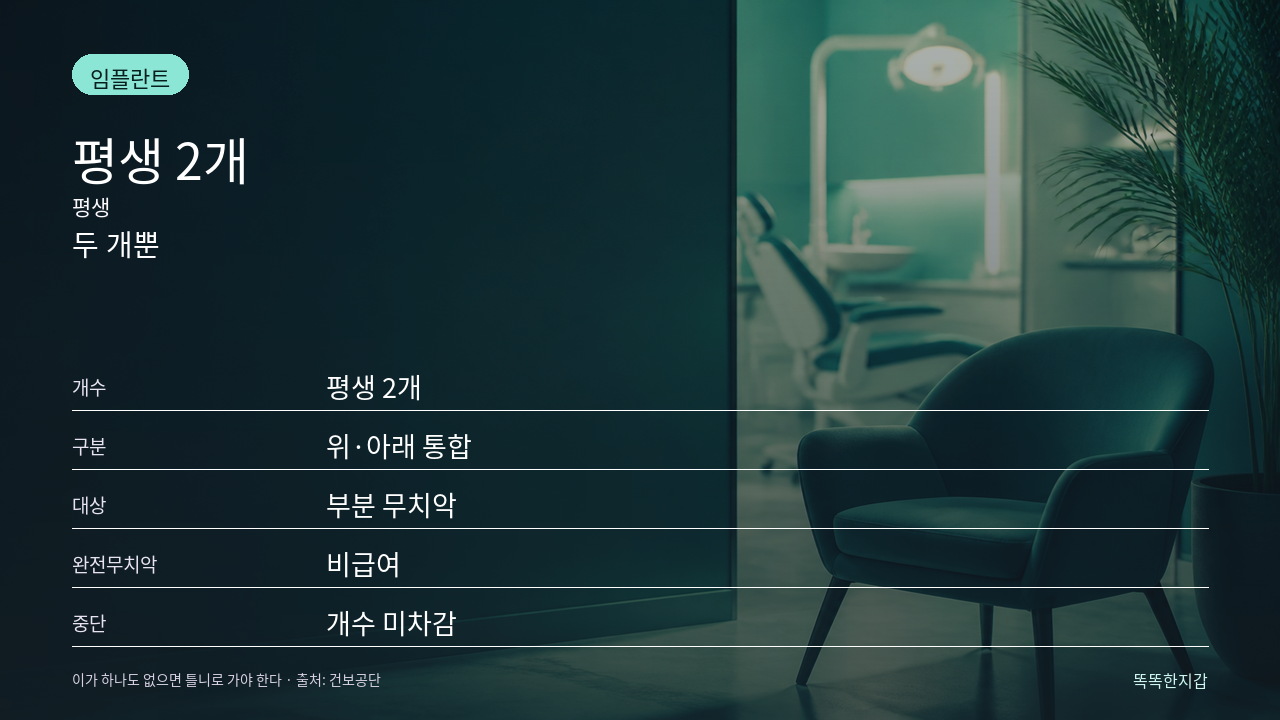 임플란트
평생 2개
평생
두 개뿐
개수 평생 2개
구분 위·아래 통합
대상 부분 무치악
완전무치악 비급여
중단 개수 미차감
이가 하나도 없으면 틀니로 가야 한다 · 출처: 건보공단
똑똑한지갑